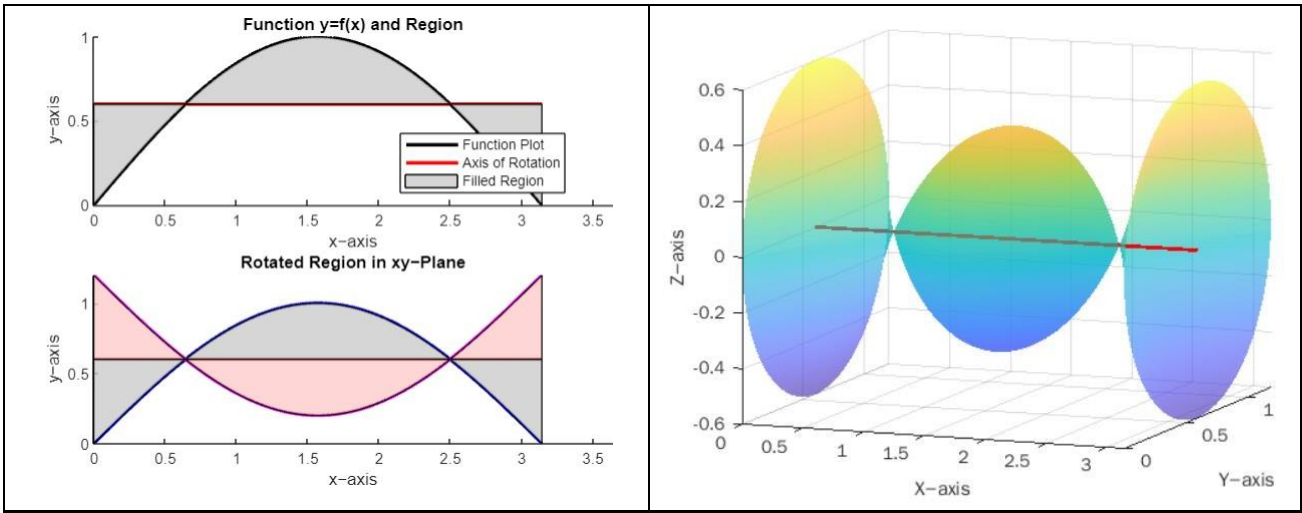 Function y=f(x) and Region
1
0.5
0
y−axis
Function Plot
Axis of Rotation
Filled Region
0 0.5 1 1.5 2 2.5 3 3.5
x−axis
Rotated Region in xy−Plane
1
0.5
0
y−axis
0 0.5 1 1.5 2 2.5 3 3.5
x−axis
0.6
0.4
0.2
0
-0.2
-0.4
-0.6
Z−axis
0 0.5 1 1.5 2 2.5 3
X−axis
0 0.5 1
Y−axis